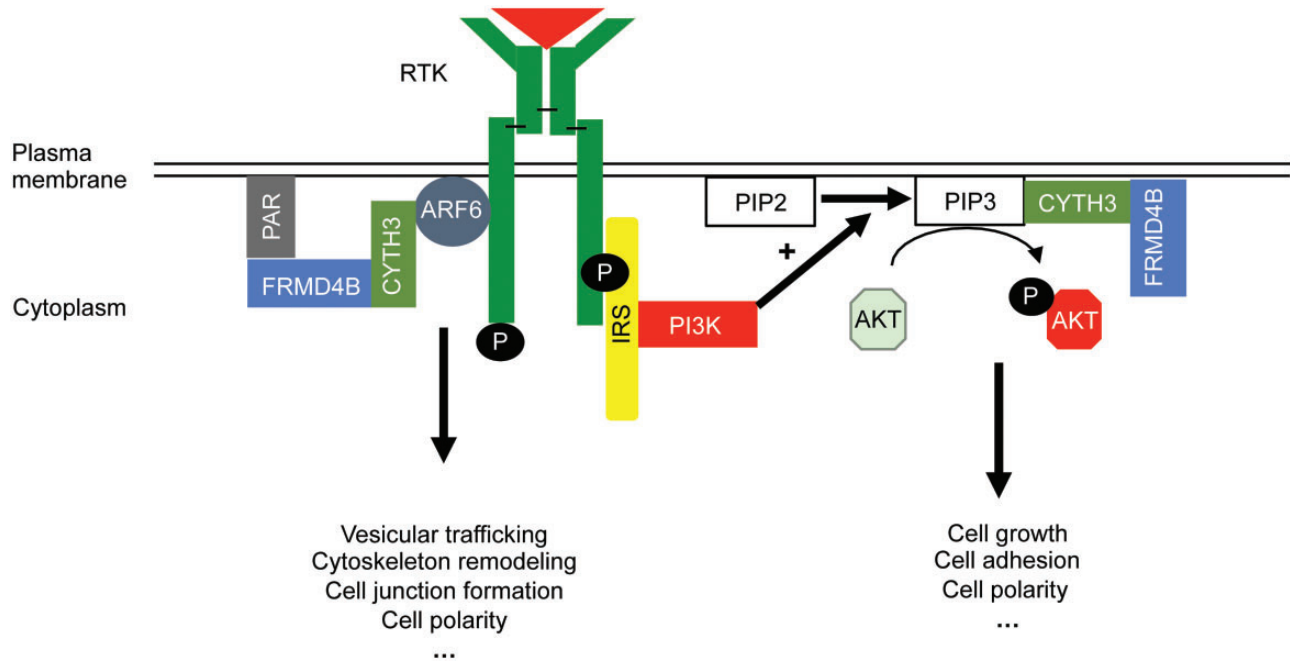 RTK
Plasma
membrane
PAR
FRMD4B
CYTH3
ARF6
PIP2
PIP3
CYTH3
FRMD4B
+
Cytoplasm
P
P
IRS
PI3K
AKT
P
AKT
Vesicular trafficking
Cytoskeleton remodeling
Cell junction formation
Cell polarity
...
Cell growth
Cell adhesion
Cell polarity
...